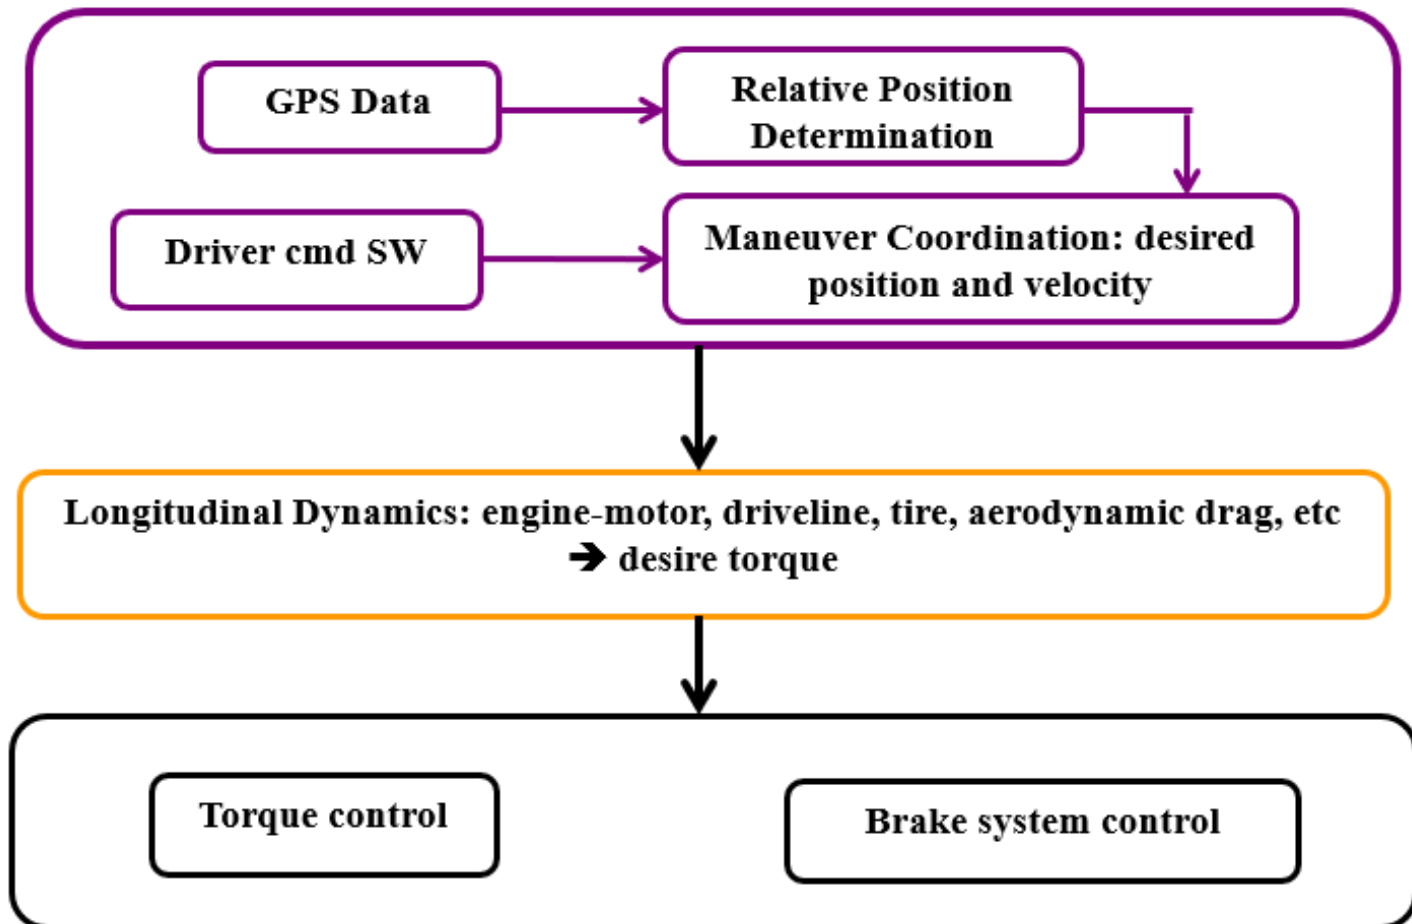 GPS Data
Relative Position
Determination
Driver cmd SW
Maneuver Coordination: desired
position and velocity
Longitudinal Dynamics: engine-motor, driveline, tire, aerodynamic drag, etc
➔ desire torque
Torque control
Brake system control